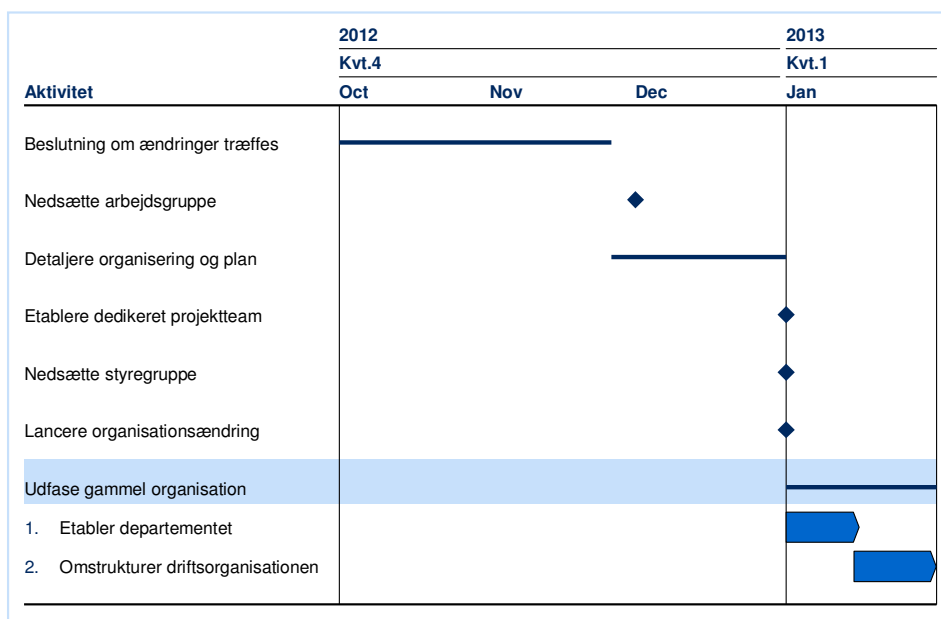 2012 2013
Kvt.4 Kvt.1
Aktivitet Oct Nov Dec Jan
Beslutning om ændringer træffes
Nedsætte arbejdsgruppe
Detaljere organisering og plan
Etablere dedikeret projektteam
Nedsætte styregruppe
Lancere organisationsændring
Udfase gammel organisation
1. Etabler departementet
2. Omstrukturer driftsorganisationen